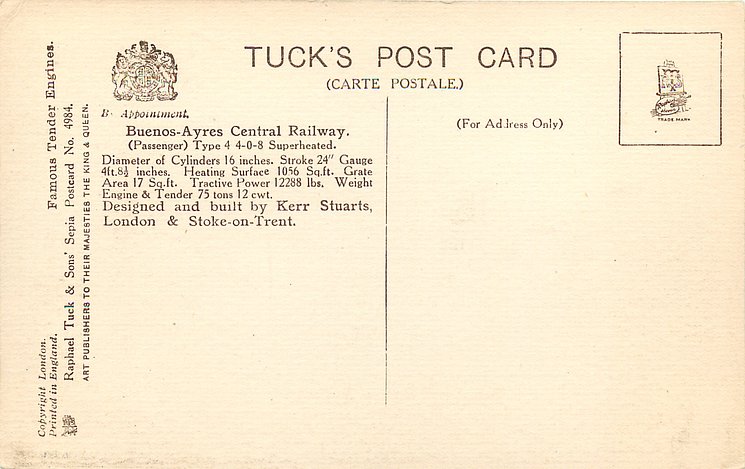 TUCK'S POST CARD
(CARTE POSTALE.)
By Appointment.
Buenos-Ayres Central Railway.
(Passenger) Type 4 4-0-8 Superheated.
Diameter of Cylinders 16 inches. Stroke 24" Gauge
4ft.8½ inches. Heating Surface 1056 Sq.ft. Grate
Area 17 Sq.ft. Tractive Power 12288 lbs. Weight
Engine & Tender 75 tons 12 cwt.
Designed and built by Kerr Stuarts,
London & Stoke-on-Trent.
(For Address Only)
TRADE MARK
Famous Tender Engines.
Raphael Tuck & Sons' Sepia Postcard No. 4984.
ART PUBLISHERS TO THEIR MAJESTIES THE KING & QUEEN.
Copyright London.
Printed in England.